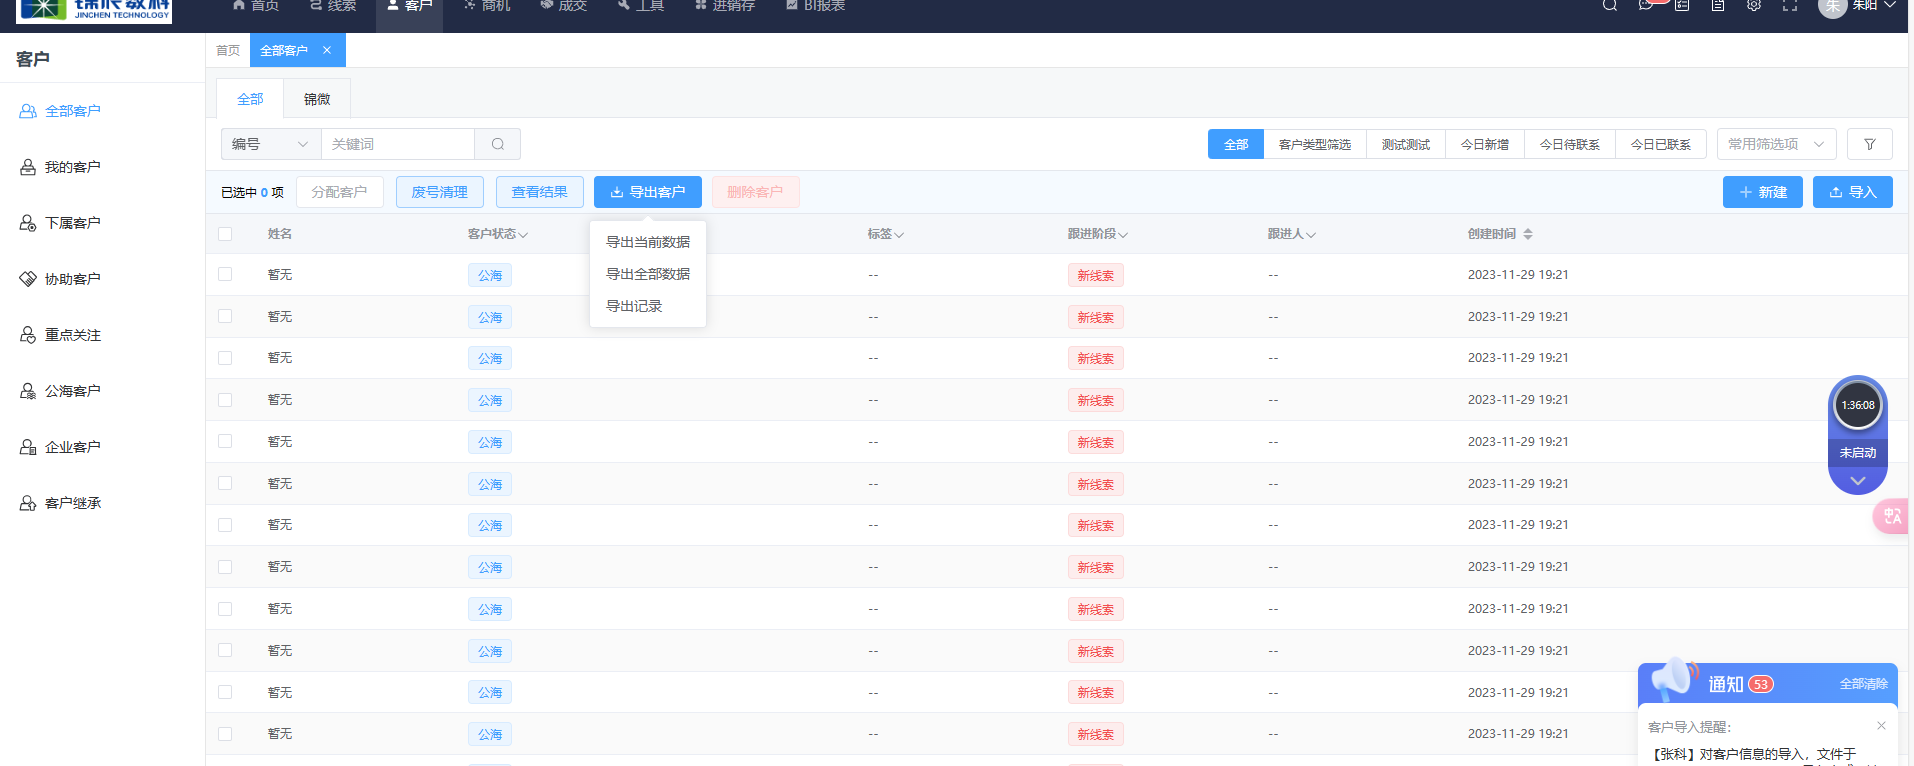 JINCHEN TECHNOLOGY
首页 线索 客户 商机 成交 工具 进销存 BI报表 朱 朱阳
客户
首页 全部客户 ×
全部客户
我的客户
下属客户
协助客户
重点关注
公海客户
企业客户
客户继承
全部 锦微
编号 关键词 全部 客户类型筛选 测试测试 今日新增 今日待联系 今日已联系 常用筛选项
已选中 0 项 分配客户 废号清理 查看结果 导出客户 删除客户 新建 导入
导出当前数据
导出全部数据
导出记录
姓名 客户状态 标签 跟进阶段 跟进人 创建时间
暂无 公海 -- 新线索 -- 2023-11-29 19:21
暂无 公海 -- 新线索 -- 2023-11-29 19:21
暂无 公海 -- 新线索 -- 2023-11-29 19:21
暂无 公海 -- 新线索 -- 2023-11-29 19:21
暂无 公海 -- 新线索 -- 2023-11-29 19:21
暂无 公海 -- 新线索 -- 2023-11-29 19:21
暂无 公海 -- 新线索 -- 2023-11-29 19:21
暂无 公海 -- 新线索 -- 2023-11-29 19:21
暂无 公海 -- 新线索 -- 2023-11-29 19:21
暂无 公海 -- 新线索 -- 2023-11-29 19:21
暂无 公海 -- 新线索 -- 2023-11-29 19:21
暂无 公海 -- 新线索 -- 2023-11-29 19:21
1:36:08
未启动
中A
通知 53 全部清除
客户导入提醒:
【张科】对客户信息的导入，文件于